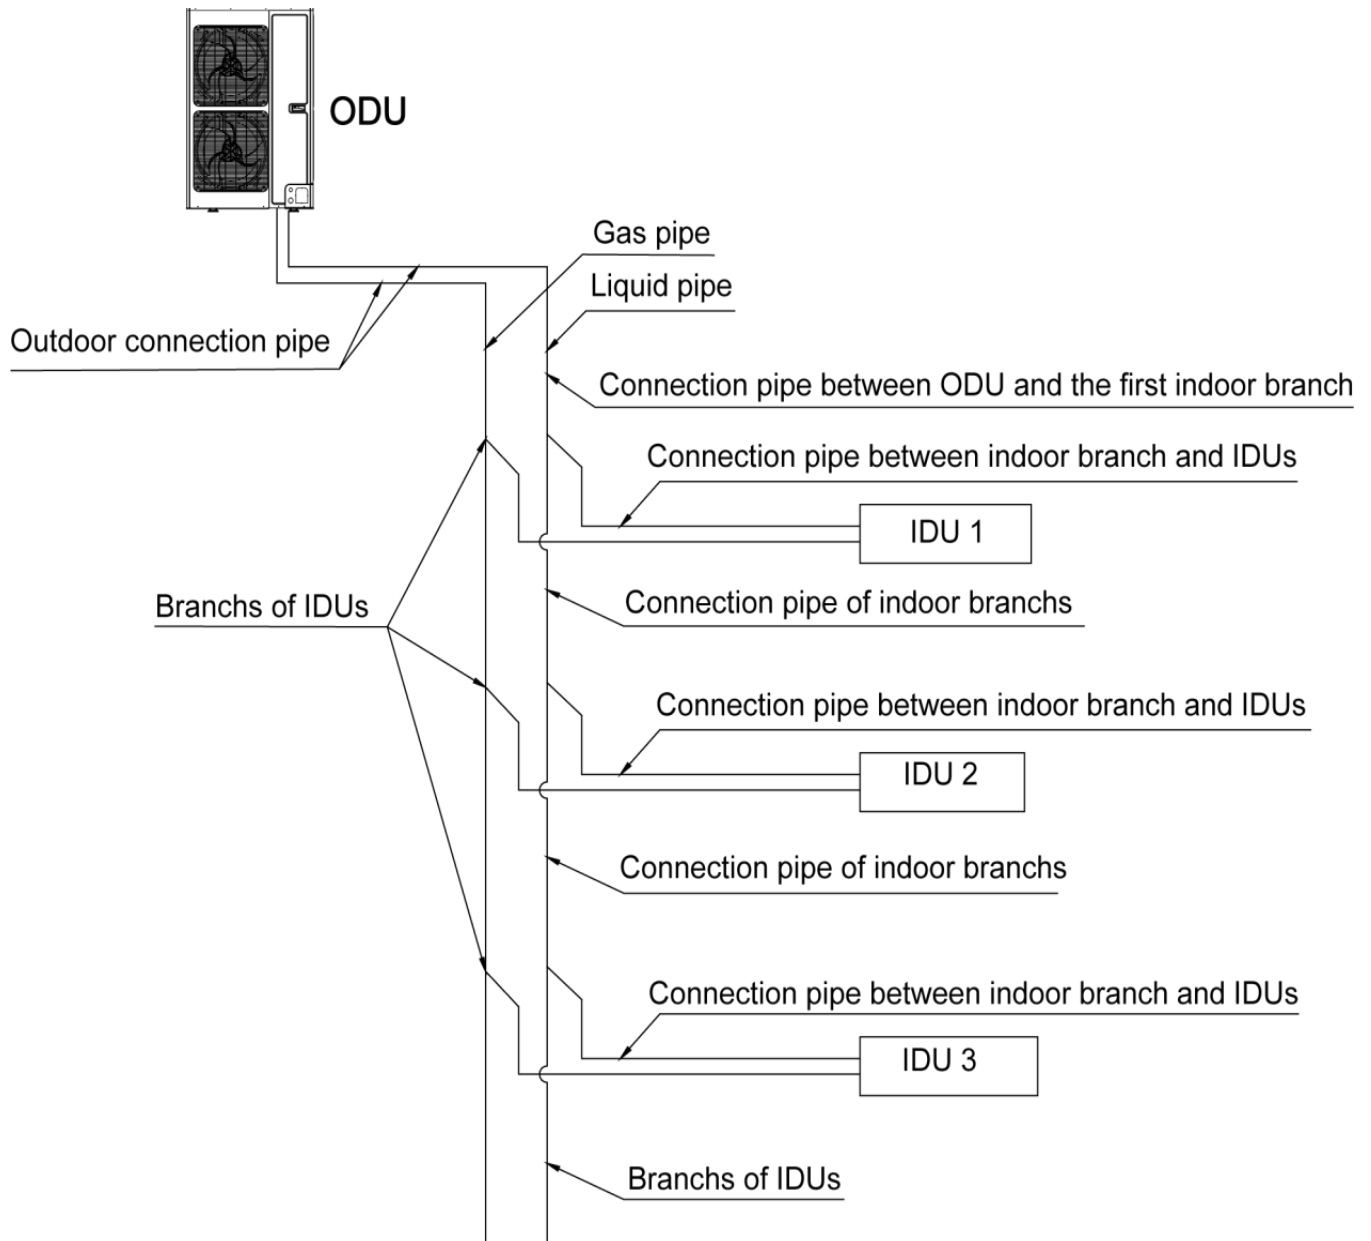 ODU
Gas pipe
Liquid pipe
Outdoor connection pipe
Connection pipe between ODU and the first indoor branch
Connection pipe between indoor branch and IDUs
IDU 1
Branchs of IDUs
Connection pipe of indoor branchs
Connection pipe between indoor branch and IDUs
IDU 2
Connection pipe of indoor branchs
Connection pipe between indoor branch and IDUs
IDU 3
Branchs of IDUs